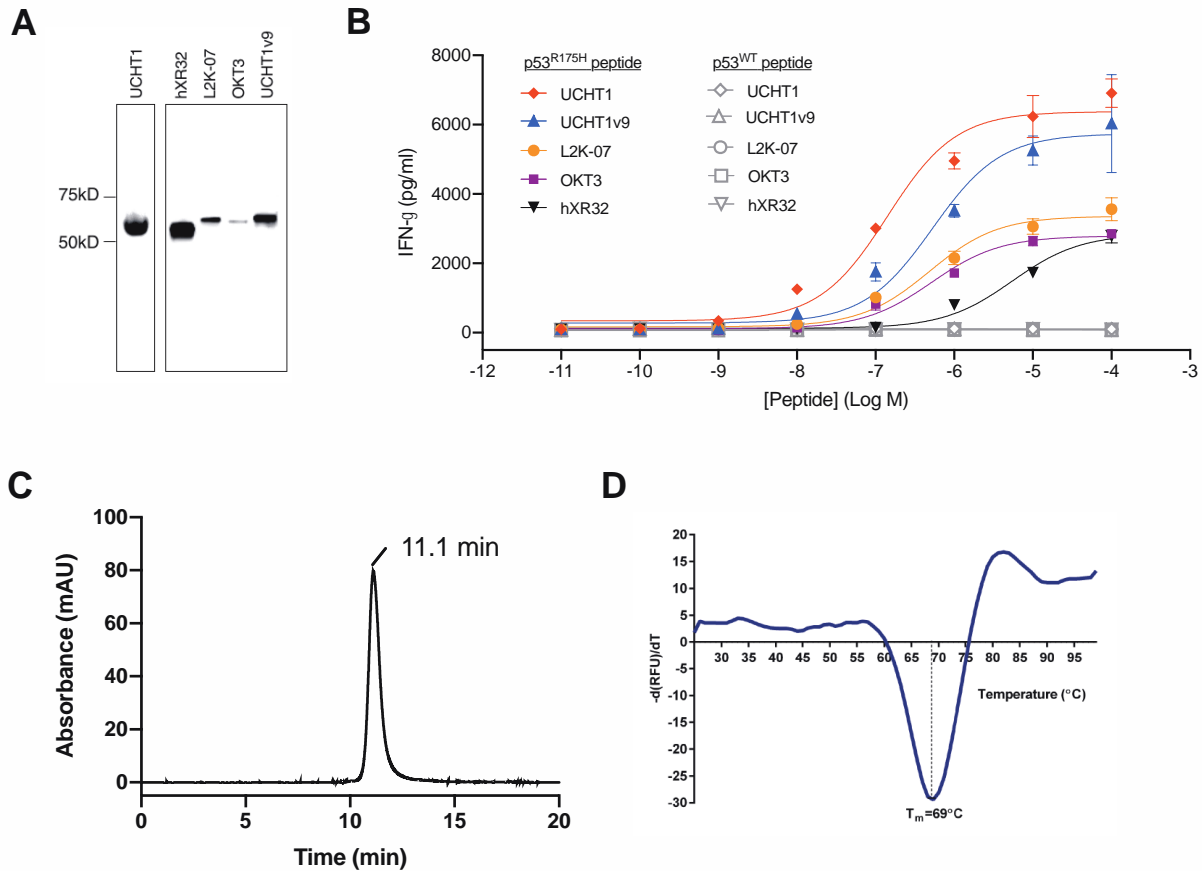 A
UCHT1
hXR32
L2K-07
OKT3
UCHT1v9
75kD
50kD
B
p53R175H peptide
UCHT1
UCHT1v9
L2K-07
OKT3
hXR32
p53WT peptide
UCHT1
UCHT1v9
L2K-07
OKT3
hXR32
8000
6000
4000
2000
0
IFN-g (pg/ml)
-12 -11 -10 -9 -8 -7 -6 -5 -4 -3
[Peptide] (Log M)
C
100
80
60
40
20
0
Absorbance (mAU)
11.1 min
0 5 10 15 20
Time (min)
D
20
15
10
5
0
-5
-10
-15
-20
-25
-30
-d(RFU)/dT
30 35 40 45 50 55 60 65 70 75 80 85 90 95
Temperature (°C)
Tm=69°C